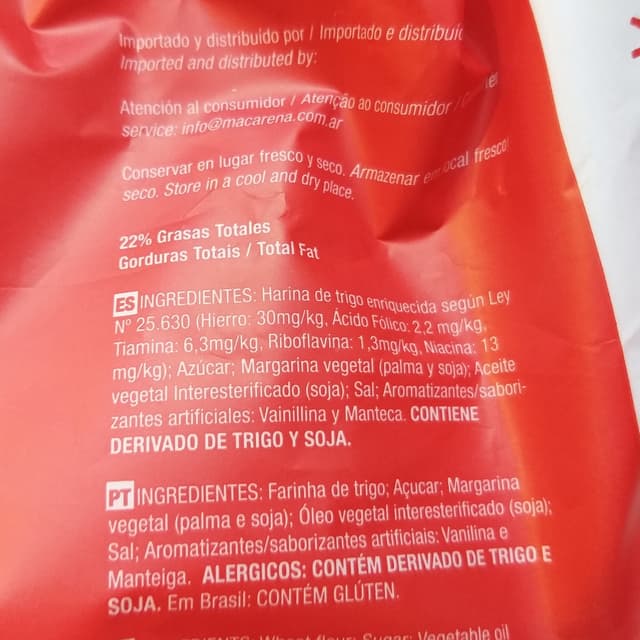 Importado y distribuido por / Importado e distribuic
Imported and distributed by:
Atención al consumidor / Atenção ao consumidor /
service: info@macarena.com.ar
Conservar en lugar fresco y seco. Armazenar em local fresco
seco. Store in a cool and dry place.
22% Grasas Totales
Gorduras Totais / Total Fat
ES INGREDIENTES: Harina de trigo enriquecida según Ley
Nº 25.630 (Hierro: 30mg/kg, Ácido Fólico: 2,2 mg/kg,
Tiamina: 6,3mg/kg, Riboflavina: 1,3mg/kg, Niacina: 13
mg/kg); Azúcar; Margarina vegetal (palma y soja); Aceite
vegetal Interesterificado (soja); Sal; Aromatizantes/sabori-
zantes artificiales: Vainillina y Manteca. CONTIENE
DERIVADO DE TRIGO Y SOJA.
PT INGREDIENTES: Farinha de trigo; Açucar; Margarina
vegetal (palma e soja); Óleo vegetal interesterificado (soja);
Sal; Aromatizantes/saborizantes artificiais: Vanilina e
Manteiga. ALERGICOS: CONTÉM DERIVADO DE TRIGO E
SOJA. Em Brasil: CONTÉM GLÚTEN.
Wheat flour; Sugar; Vegetable oil